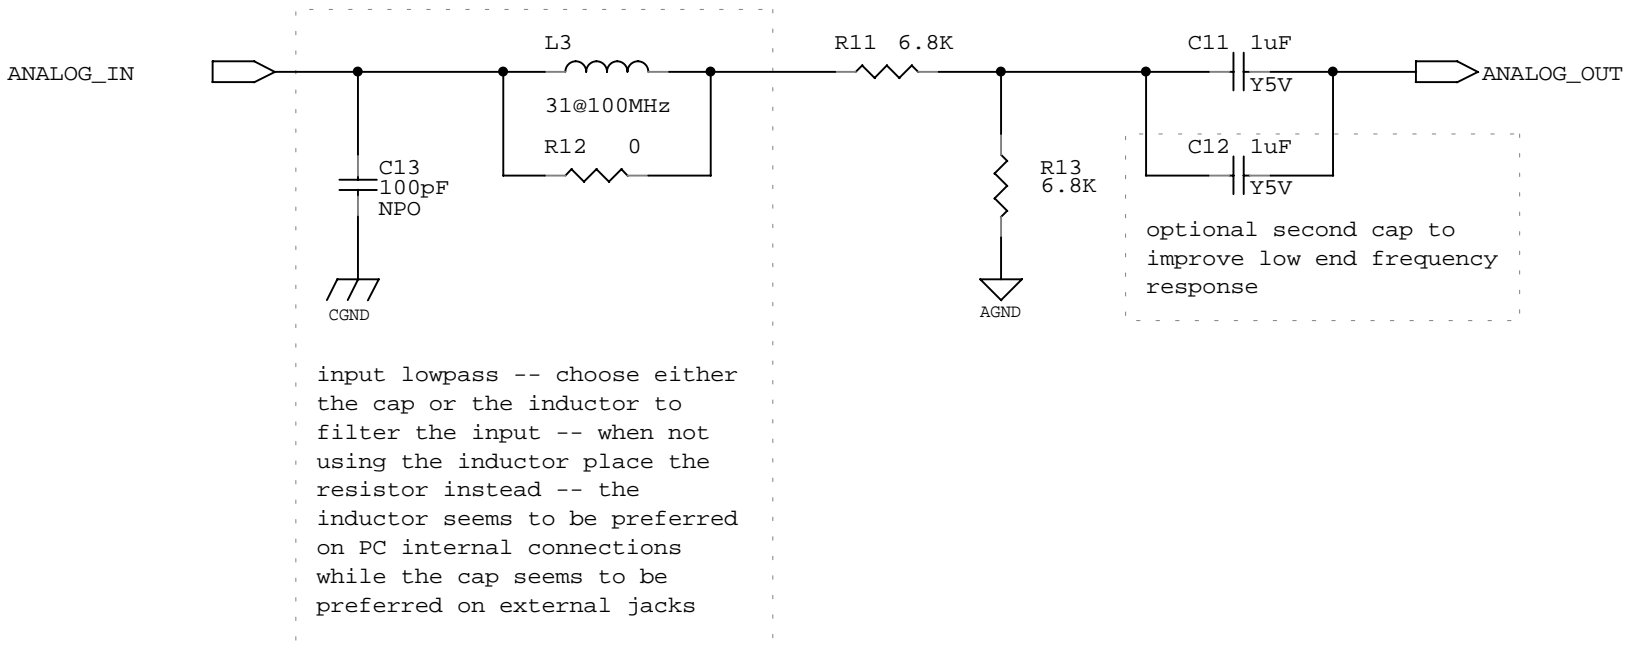 L3
R11 6.8K
C11 1uF
ANALOG_IN
ANALOG_OUT
Y5V
31@100MHz
R12 0
C12 1uF
Y5V
C13
100pF
NPO
R13
6.8K
optional second cap to
improve low end frequency
response
CGND
AGND
input lowpass -- choose either
the cap or the inductor to
filter the input -- when not
using the inductor place the
resistor instead -- the
inductor seems to be preferred
on PC internal connections
while the cap seems to be
preferred on external jacks